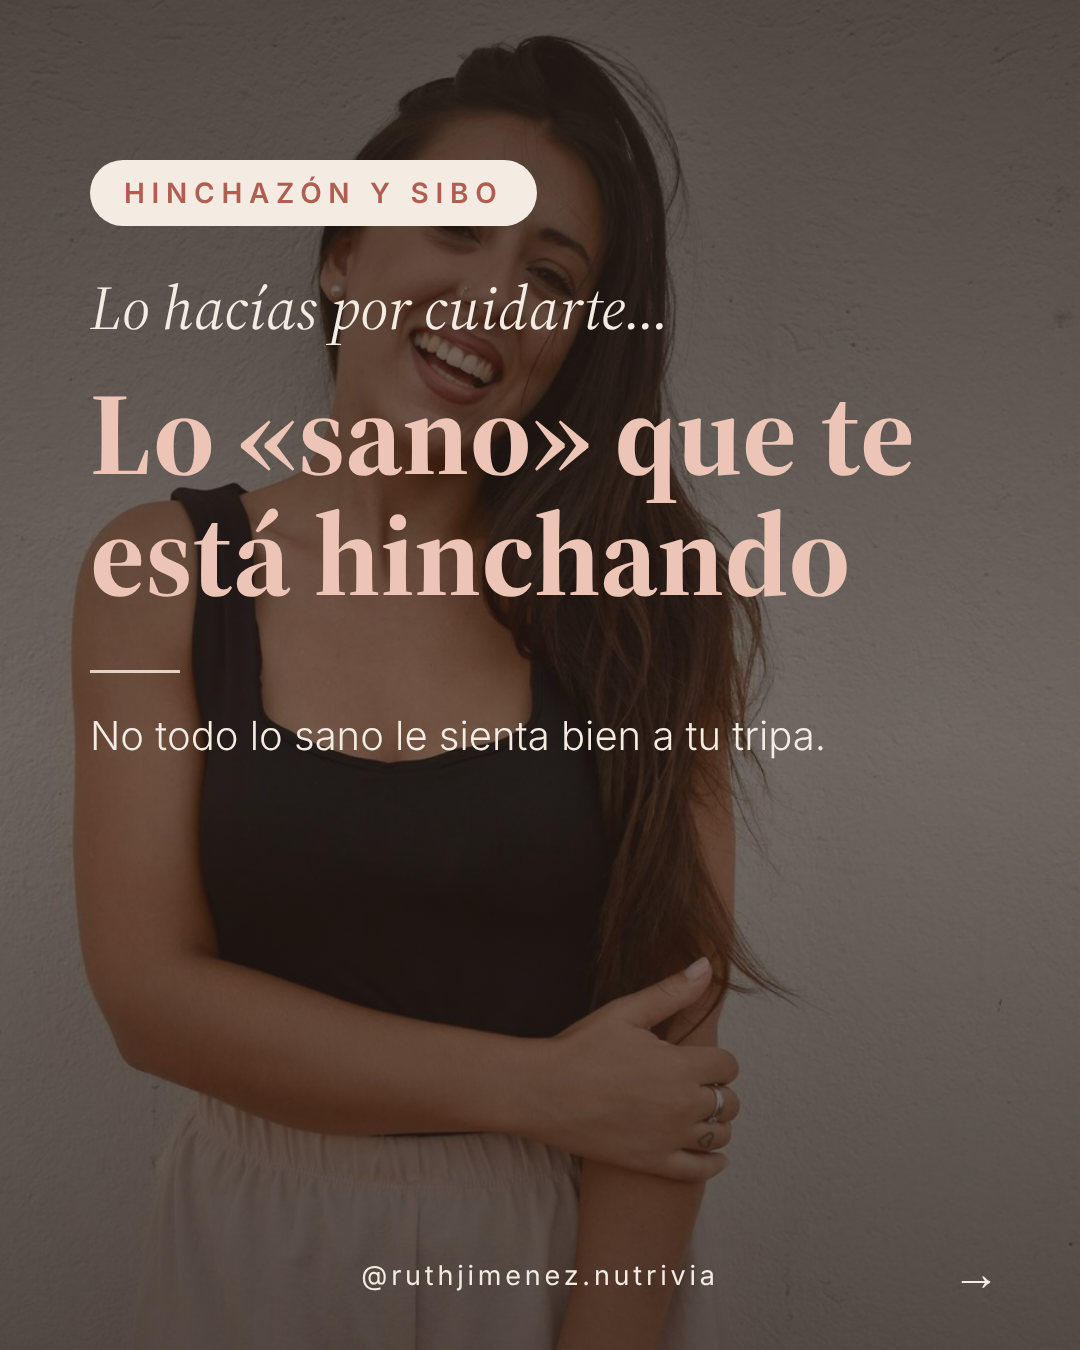 HINCHAZÓN Y SIBO
Lo hacías por cuidarte...
Lo «sano» que te
está hinchando
No todo lo sano le sienta bien a tu tripa.
@ruthjimenez.nutrivia
→